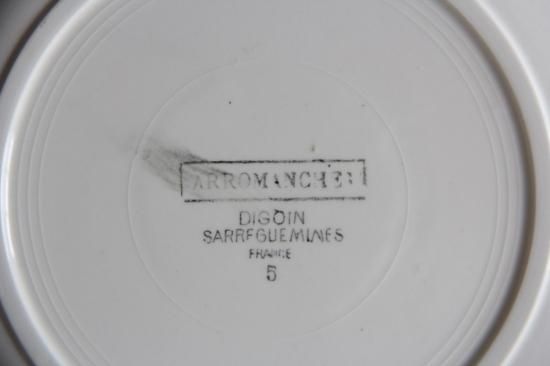 ARROMANCHES
DIGOIN
SARREGUEMINES
FRANCE
5